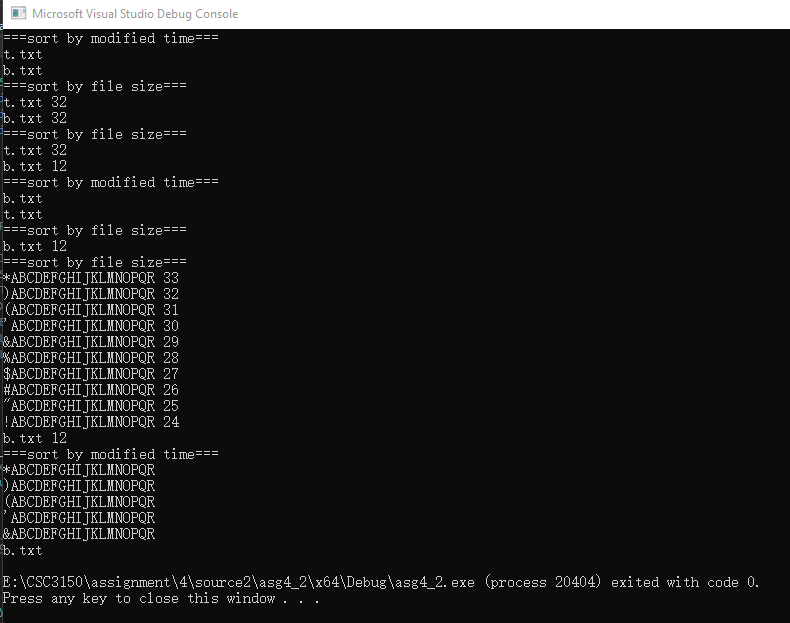 Microsoft Visual Studio Debug Console
===sort by modified time===
t.txt
b.txt
===sort by file size===
t.txt 32
b.txt 32
===sort by file size===
t.txt 32
b.txt 12
===sort by modified time===
b.txt
t.txt
===sort by file size===
b.txt 12
===sort by file size===
*ABCDEFGHIJKLMNOPQR 33
)ABCDEFGHIJKLMNOPQR 32
(ABCDEFGHIJKLMNOPQR 31
'ABCDEFGHIJKLMNOPQR 30
&ABCDEFGHIJKLMNOPQR 29
%ABCDEFGHIJKLMNOPQR 28
$ABCDEFGHIJKLMNOPQR 27
#ABCDEFGHIJKLMNOPQR 26
"ABCDEFGHIJKLMNOPQR 25
!ABCDEFGHIJKLMNOPQR 24
b.txt 12
===sort by modified time===
*ABCDEFGHIJKLMNOPQR
)ABCDEFGHIJKLMNOPQR
(ABCDEFGHIJKLMNOPQR
'ABCDEFGHIJKLMNOPQR
&ABCDEFGHIJKLMNOPQR
b.txt
E:\CSC3150\assignment\4\source2\asg4_2\x64\Debug\asg4_2.exe (process 20404) exited with code 0.
Press any key to close this window . . .